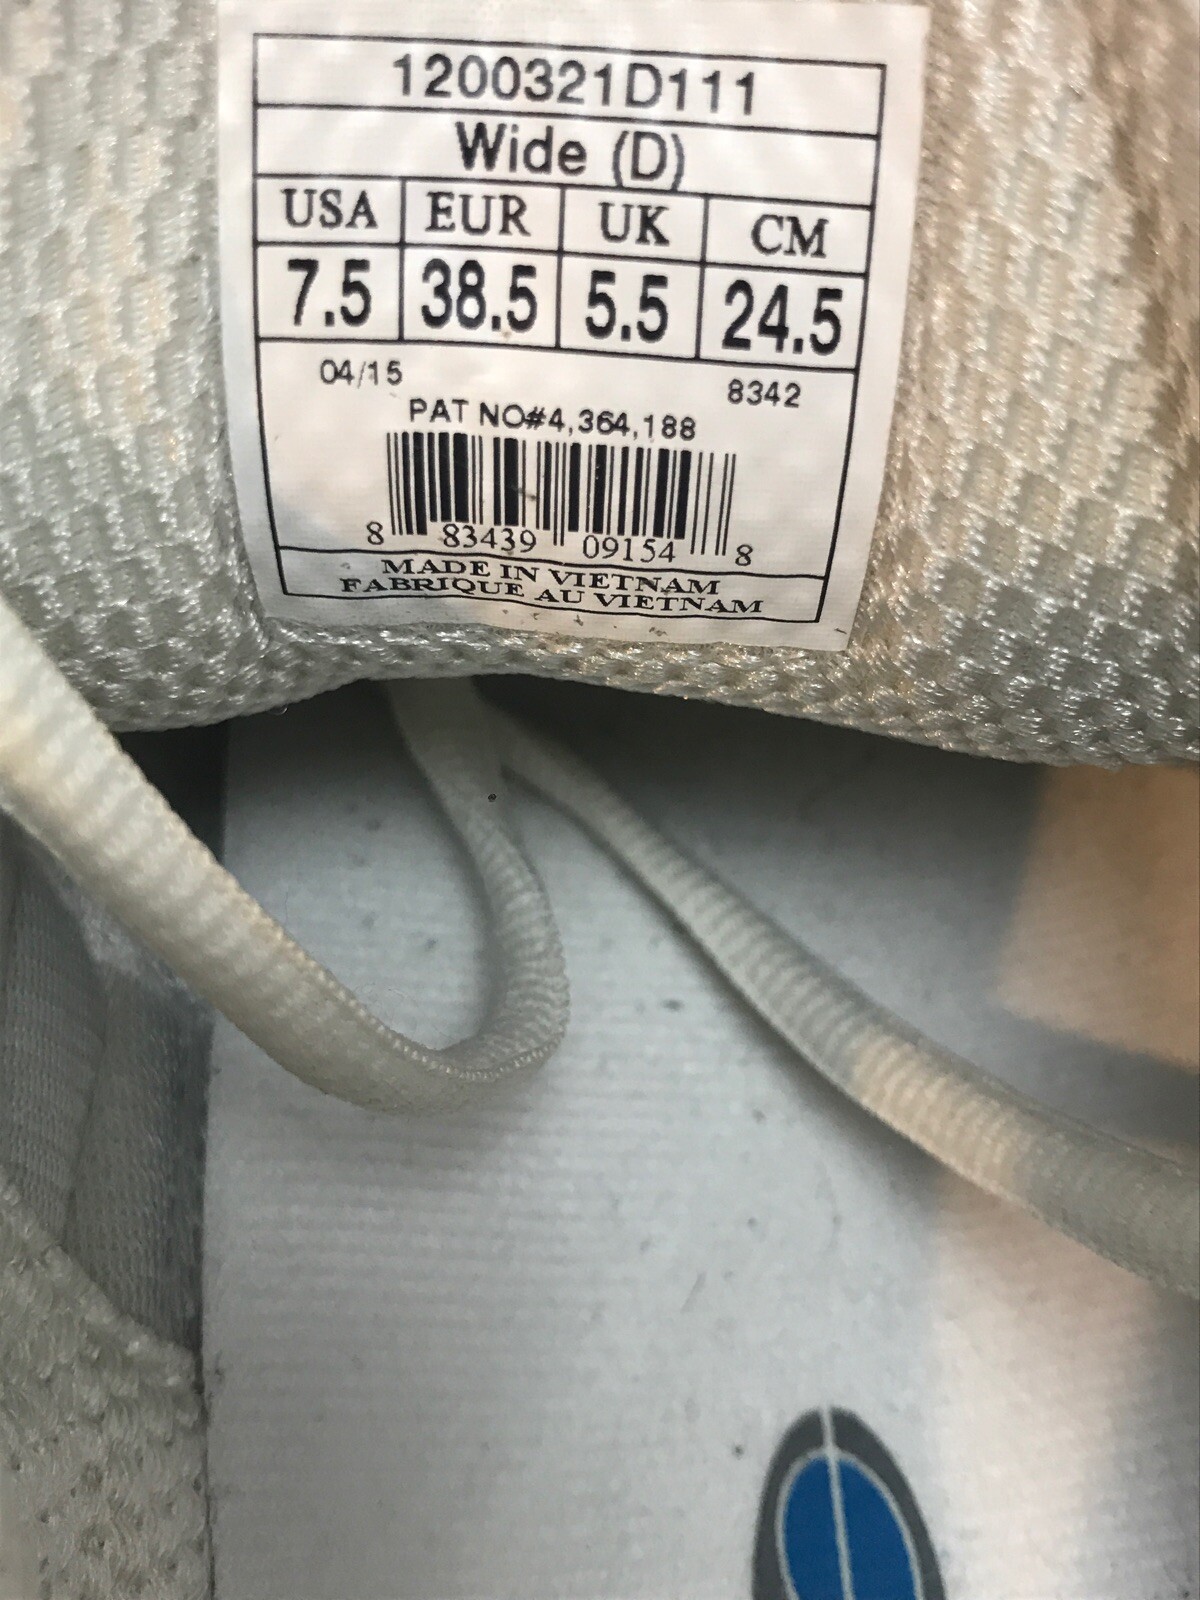 1200321D111
Wide (D)
USA EUR UK CM
7.5 38.5 5.5 24.5
04/15 8342
PAT NO#4,364,188
8 83439 09154 8
MADE IN VIETNAM
FABRIQUE AU VIETNAM